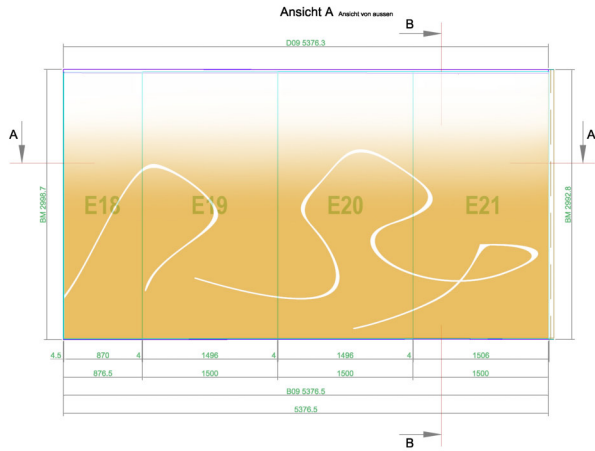 Ansicht A Ansicht von aussen
B
D09 5376.3
A A
BM 2998.7
BM 2992.8
E18 E19 E20 E21
4.5 870 4 1496 4 1496 4 1506
876.5 1500 1500 1500
B09 5376.5
5376.5
B